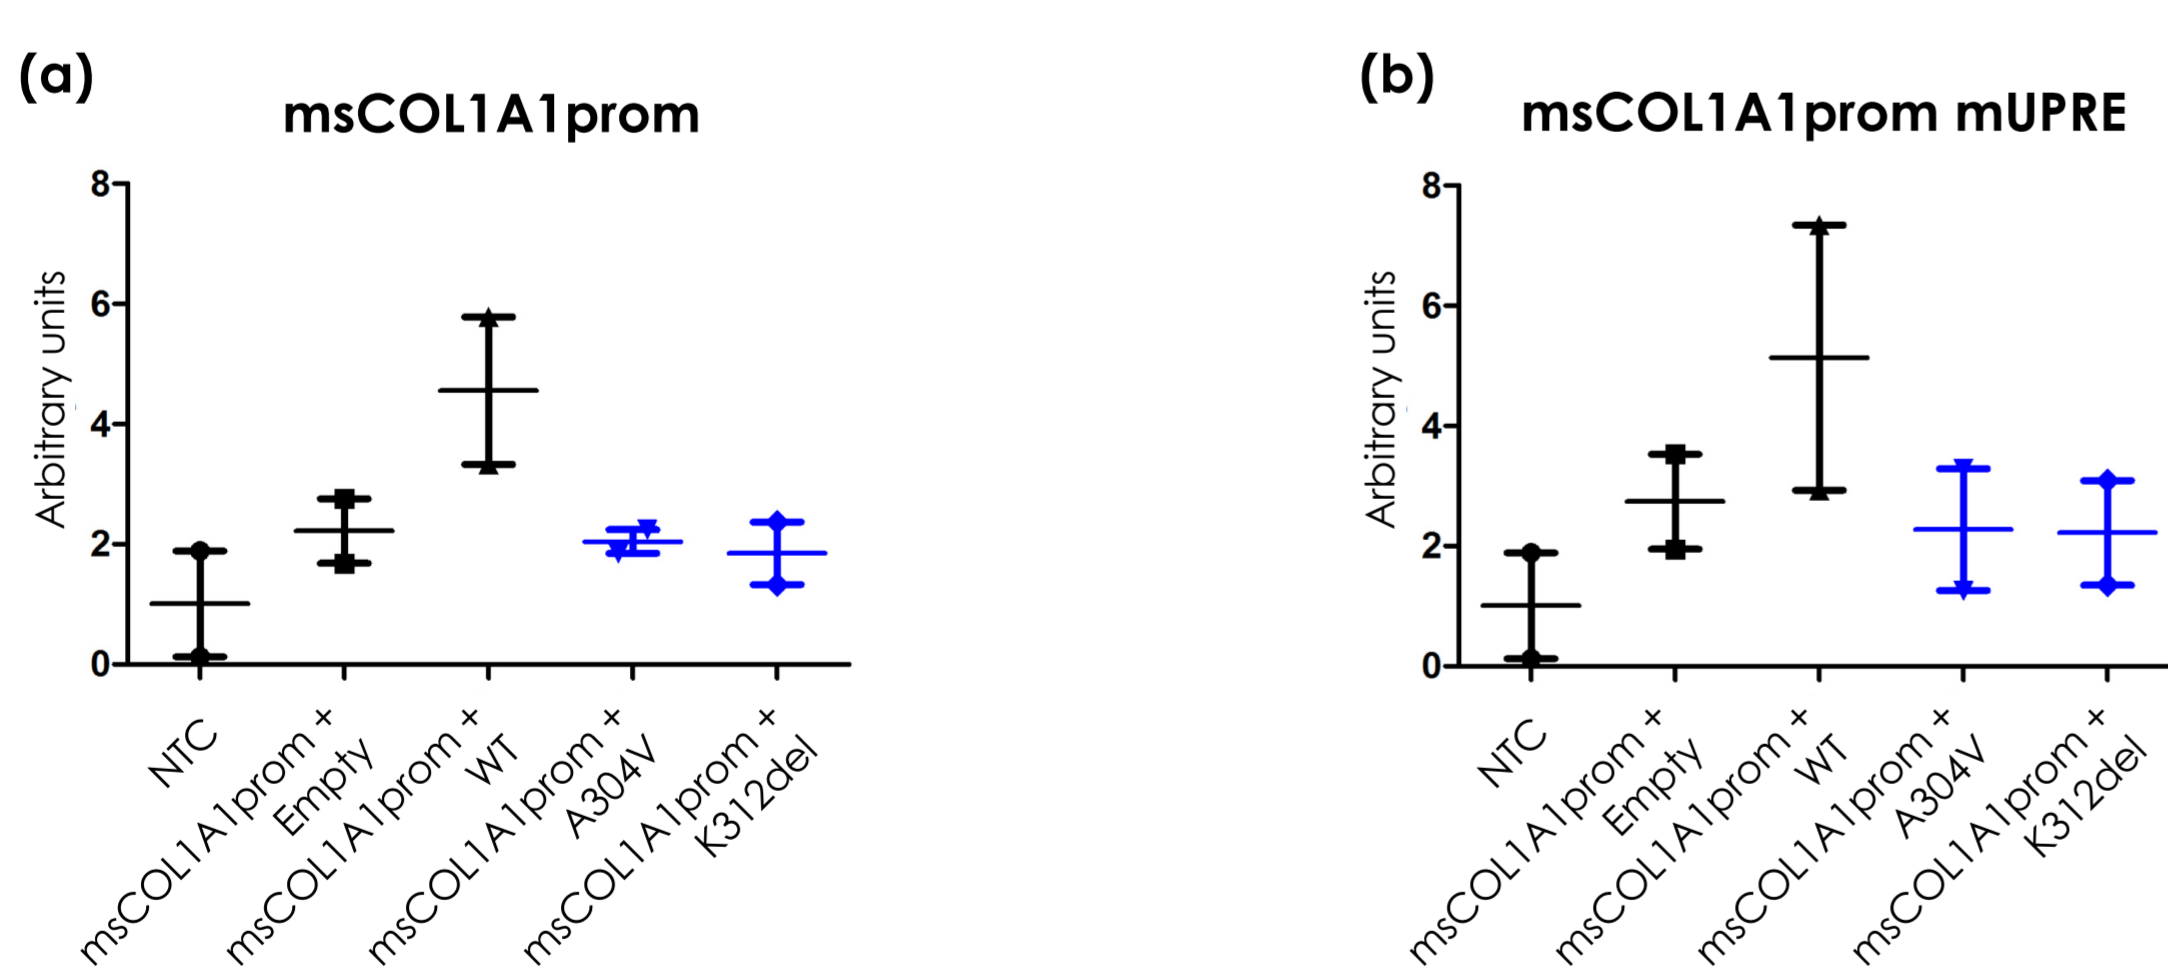 (a)
msCOL1A1prom
Arbitrary units
8
6
4
2
0
NTC
msCOL1A1prom +
Empty
msCOL1A1prom +
WT
msCOL1A1prom +
A304V
msCOL1A1prom +
K312del
(b)
msCOL1A1prom mUPRE
Arbitrary units
8
6
4
2
0
NTC
msCOL1A1prom +
Empty
msCOL1A1prom +
WT
msCOL1A1prom +
A304V
msCOL1A1prom +
K312del